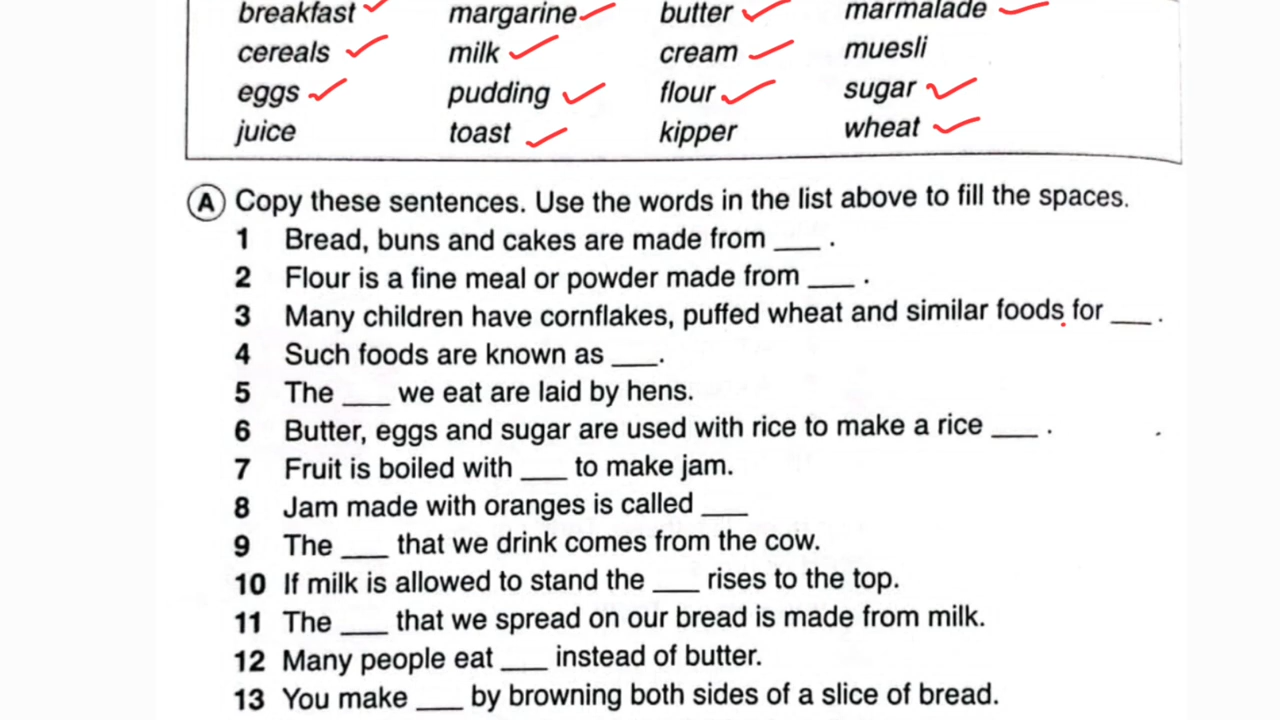 breakfast margarine butter marmalade
cereals milk cream muesli
eggs pudding flour sugar
juice toast kipper wheat
A Copy these sentences. Use the words in the list above to fill the spaces.
1 Bread, buns and cakes are made from ___ .
2 Flour is a fine meal or powder made from ___ .
3 Many children have cornflakes, puffed wheat and similar foods for ___ .
4 Such foods are known as ___.
5 The ___ we eat are laid by hens.
6 Butter, eggs and sugar are used with rice to make a rice ___ .
7 Fruit is boiled with ___ to make jam.
8 Jam made with oranges is called ___
9 The ___ that we drink comes from the cow.
10 If milk is allowed to stand the ___ rises to the top.
11 The ___ that we spread on our bread is made from milk.
12 Many people eat ___ instead of butter.
13 You make ___ by browning both sides of a slice of bread.